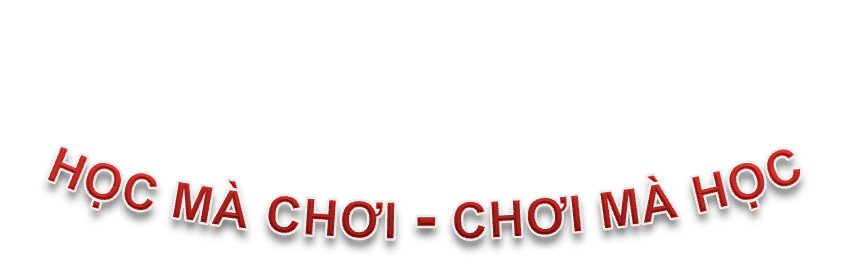 HỌC MÀ CHƠI - CHƠI MÀ HỌC